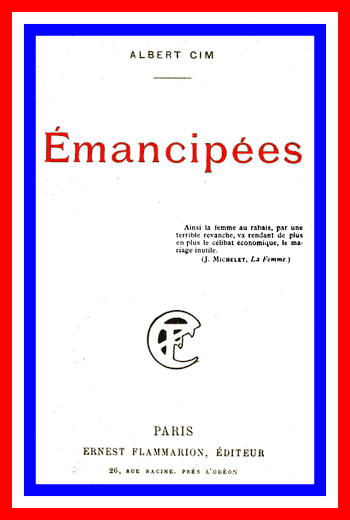 ALBERT CIM
Émancipées
Ainsi la femme au rabais, par une
terrible revanche, va rendant de plus
en plus le célibat économique, le ma-
riage inutile.
(J. MICHELET, La Femme.)
PARIS
ERNEST FLAMMARION, ÉDITEUR
26, RUE RACINE, PRÈS L'ODÉON